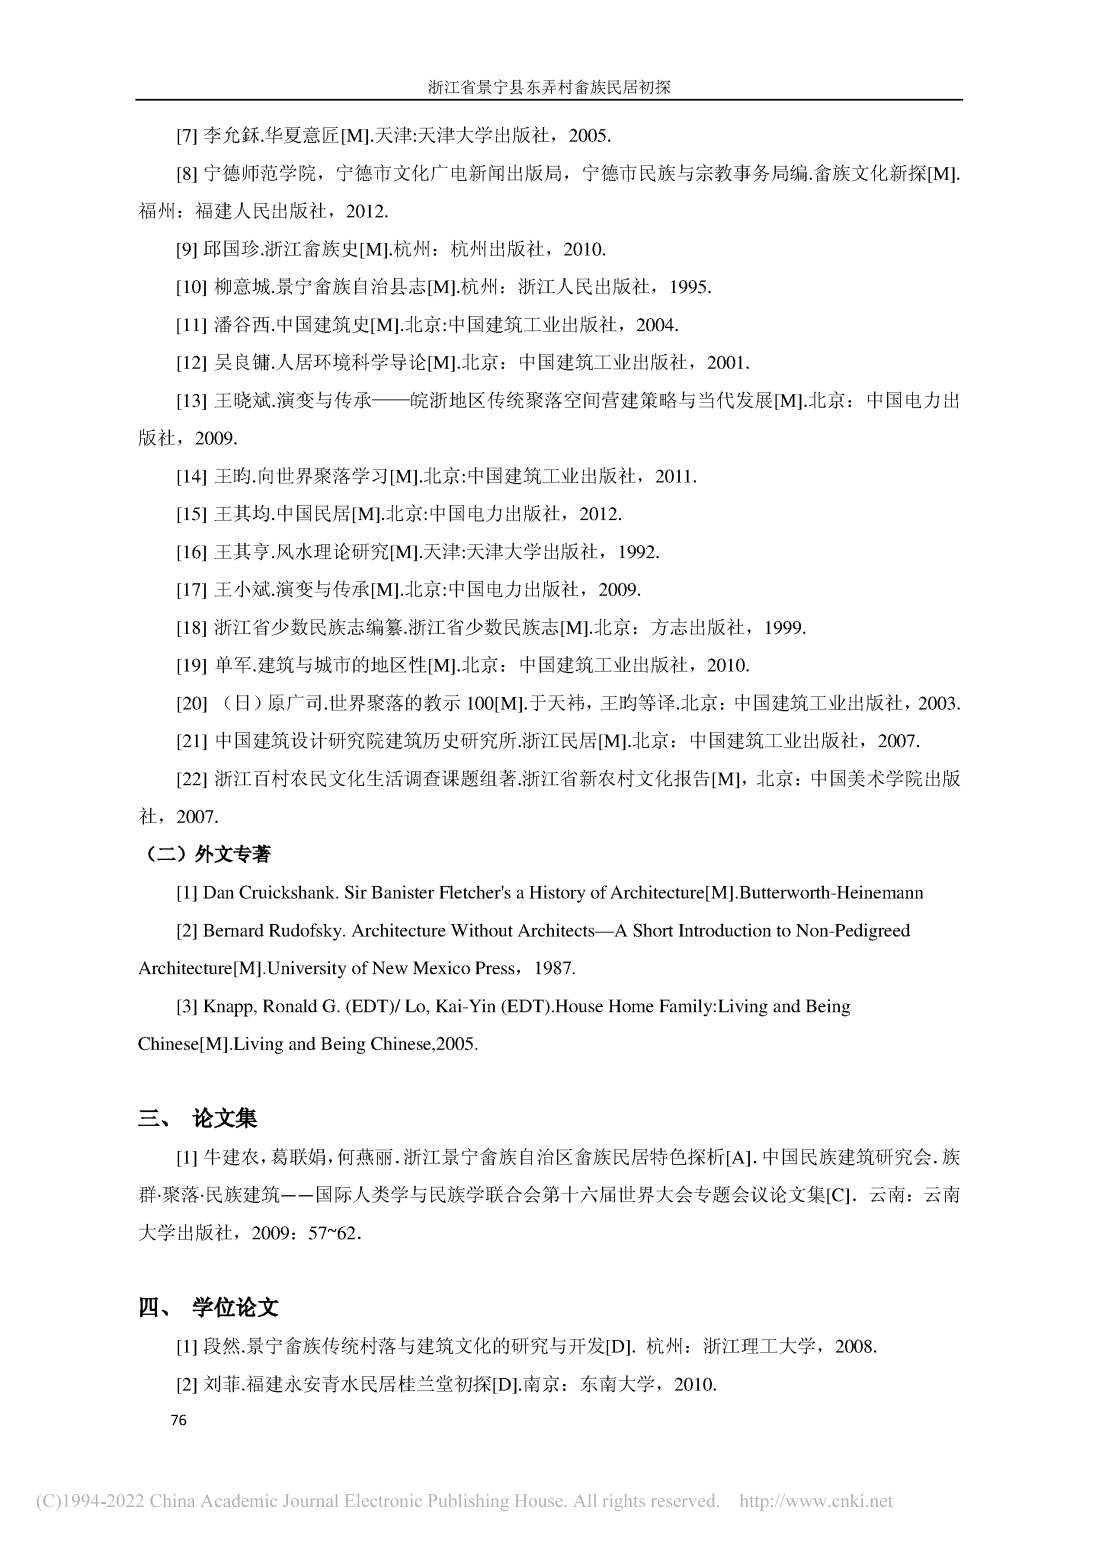 浙江省景宁县东弄村畲族民居初探
[7] 李允鉌.华夏意匠[M].天津:天津大学出版社，2005.
[8] 宁德师范学院，宁德市文化广电新闻出版局，宁德市民族与宗教事务局编.畲族文化新探[M].
福州：福建人民出版社，2012.
[9] 邱国珍.浙江畲族史[M].杭州：杭州出版社，2010.
[10] 柳意城.景宁畲族自治县志[M].杭州：浙江人民出版社，1995.
[11] 潘谷西.中国建筑史[M].北京:中国建筑工业出版社，2004.
[12] 吴良镛.人居环境科学导论[M].北京：中国建筑工业出版社，2001.
[13] 王晓斌.演变与传承——皖浙地区传统聚落空间营建策略与当代发展[M].北京：中国电力出
版社，2009.
[14] 王昀.向世界聚落学习[M].北京:中国建筑工业出版社，2011.
[15] 王其均.中国民居[M].北京:中国电力出版社，2012.
[16] 王其亨.风水理论研究[M].天津:天津大学出版社，1992.
[17] 王小斌.演变与传承[M].北京:中国电力出版社，2009.
[18] 浙江省少数民族志编纂.浙江省少数民族志[M].北京：方志出版社，1999.
[19] 单军.建筑与城市的地区性[M].北京：中国建筑工业出版社，2010.
[20] （日）原广司.世界聚落的教示 100[M].于天祎，王昀等译.北京：中国建筑工业出版社，2003.
[21] 中国建筑设计研究院建筑历史研究所.浙江民居[M].北京：中国建筑工业出版社，2007.
[22] 浙江百村农民文化生活调查课题组著.浙江省新农村文化报告[M]，北京：中国美术学院出版
社，2007.
（二）外文专著
[1] Dan Cruickshank. Sir Banister Fletcher's a History of Architecture[M].Butterworth-Heinemann
[2] Bernard Rudofsky. Architecture Without Architects—A Short Introduction to Non-Pedigreed
Architecture[M].University of New Mexico Press，1987.
[3] Knapp, Ronald G. (EDT)/ Lo, Kai-Yin (EDT).House Home Family:Living and Being
Chinese[M].Living and Being Chinese,2005.
三、 论文集
[1] 牛建农,葛联娟,何燕丽.浙江景宁畲族自治区畲族民居特色探析[A].中国民族建筑研究会.族
群·聚落·民族建筑——国际人类学与民族学联合会第十六届世界大会专题会议论文集[C]．云南：云南
大学出版社，2009：57~62．
四、 学位论文
[1] 段然.景宁畲族传统村落与建筑文化的研究与开发[D]. 杭州：浙江理工大学，2008.
[2] 刘菲.福建永安青水民居桂兰堂初探[D].南京：东南大学，2010.
76
(C)1994-2022 China Academic Journal Electronic Publishing House. All rights reserved. http://www.cnki.net